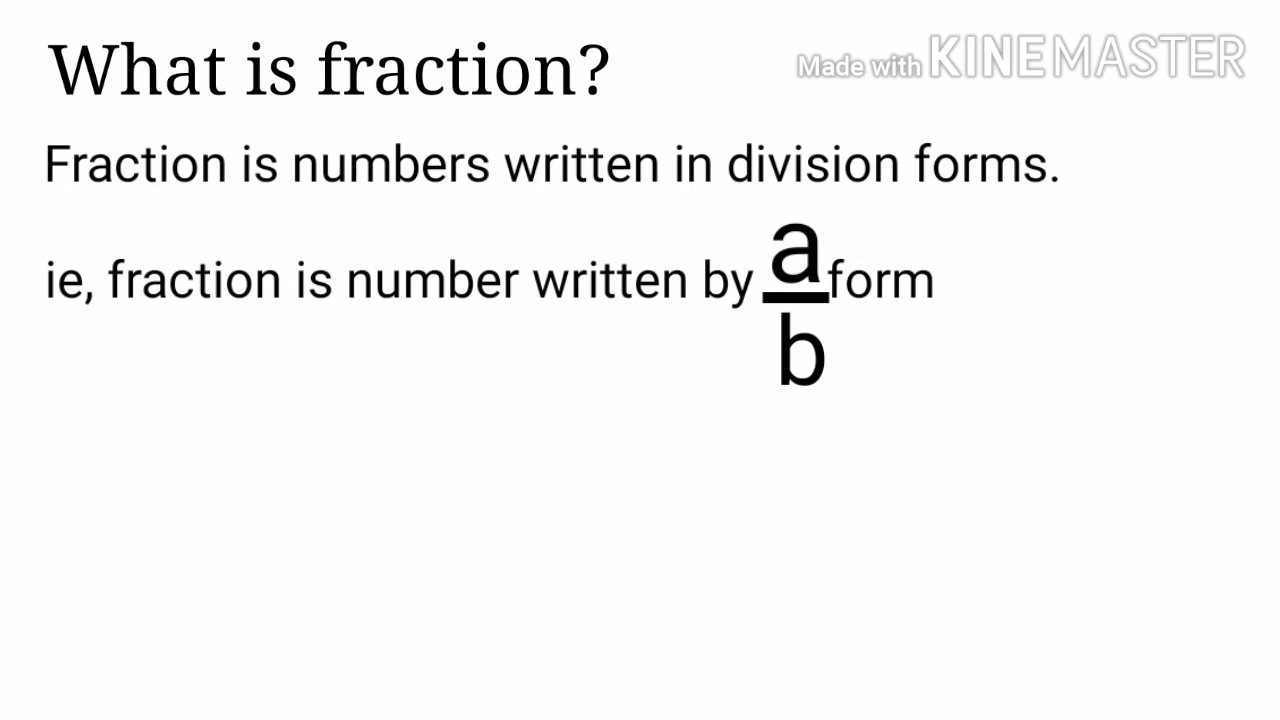 What is fraction?
Made with KINEMASTER
Fraction is numbers written in division forms.
ie, fraction is number written by a/b form